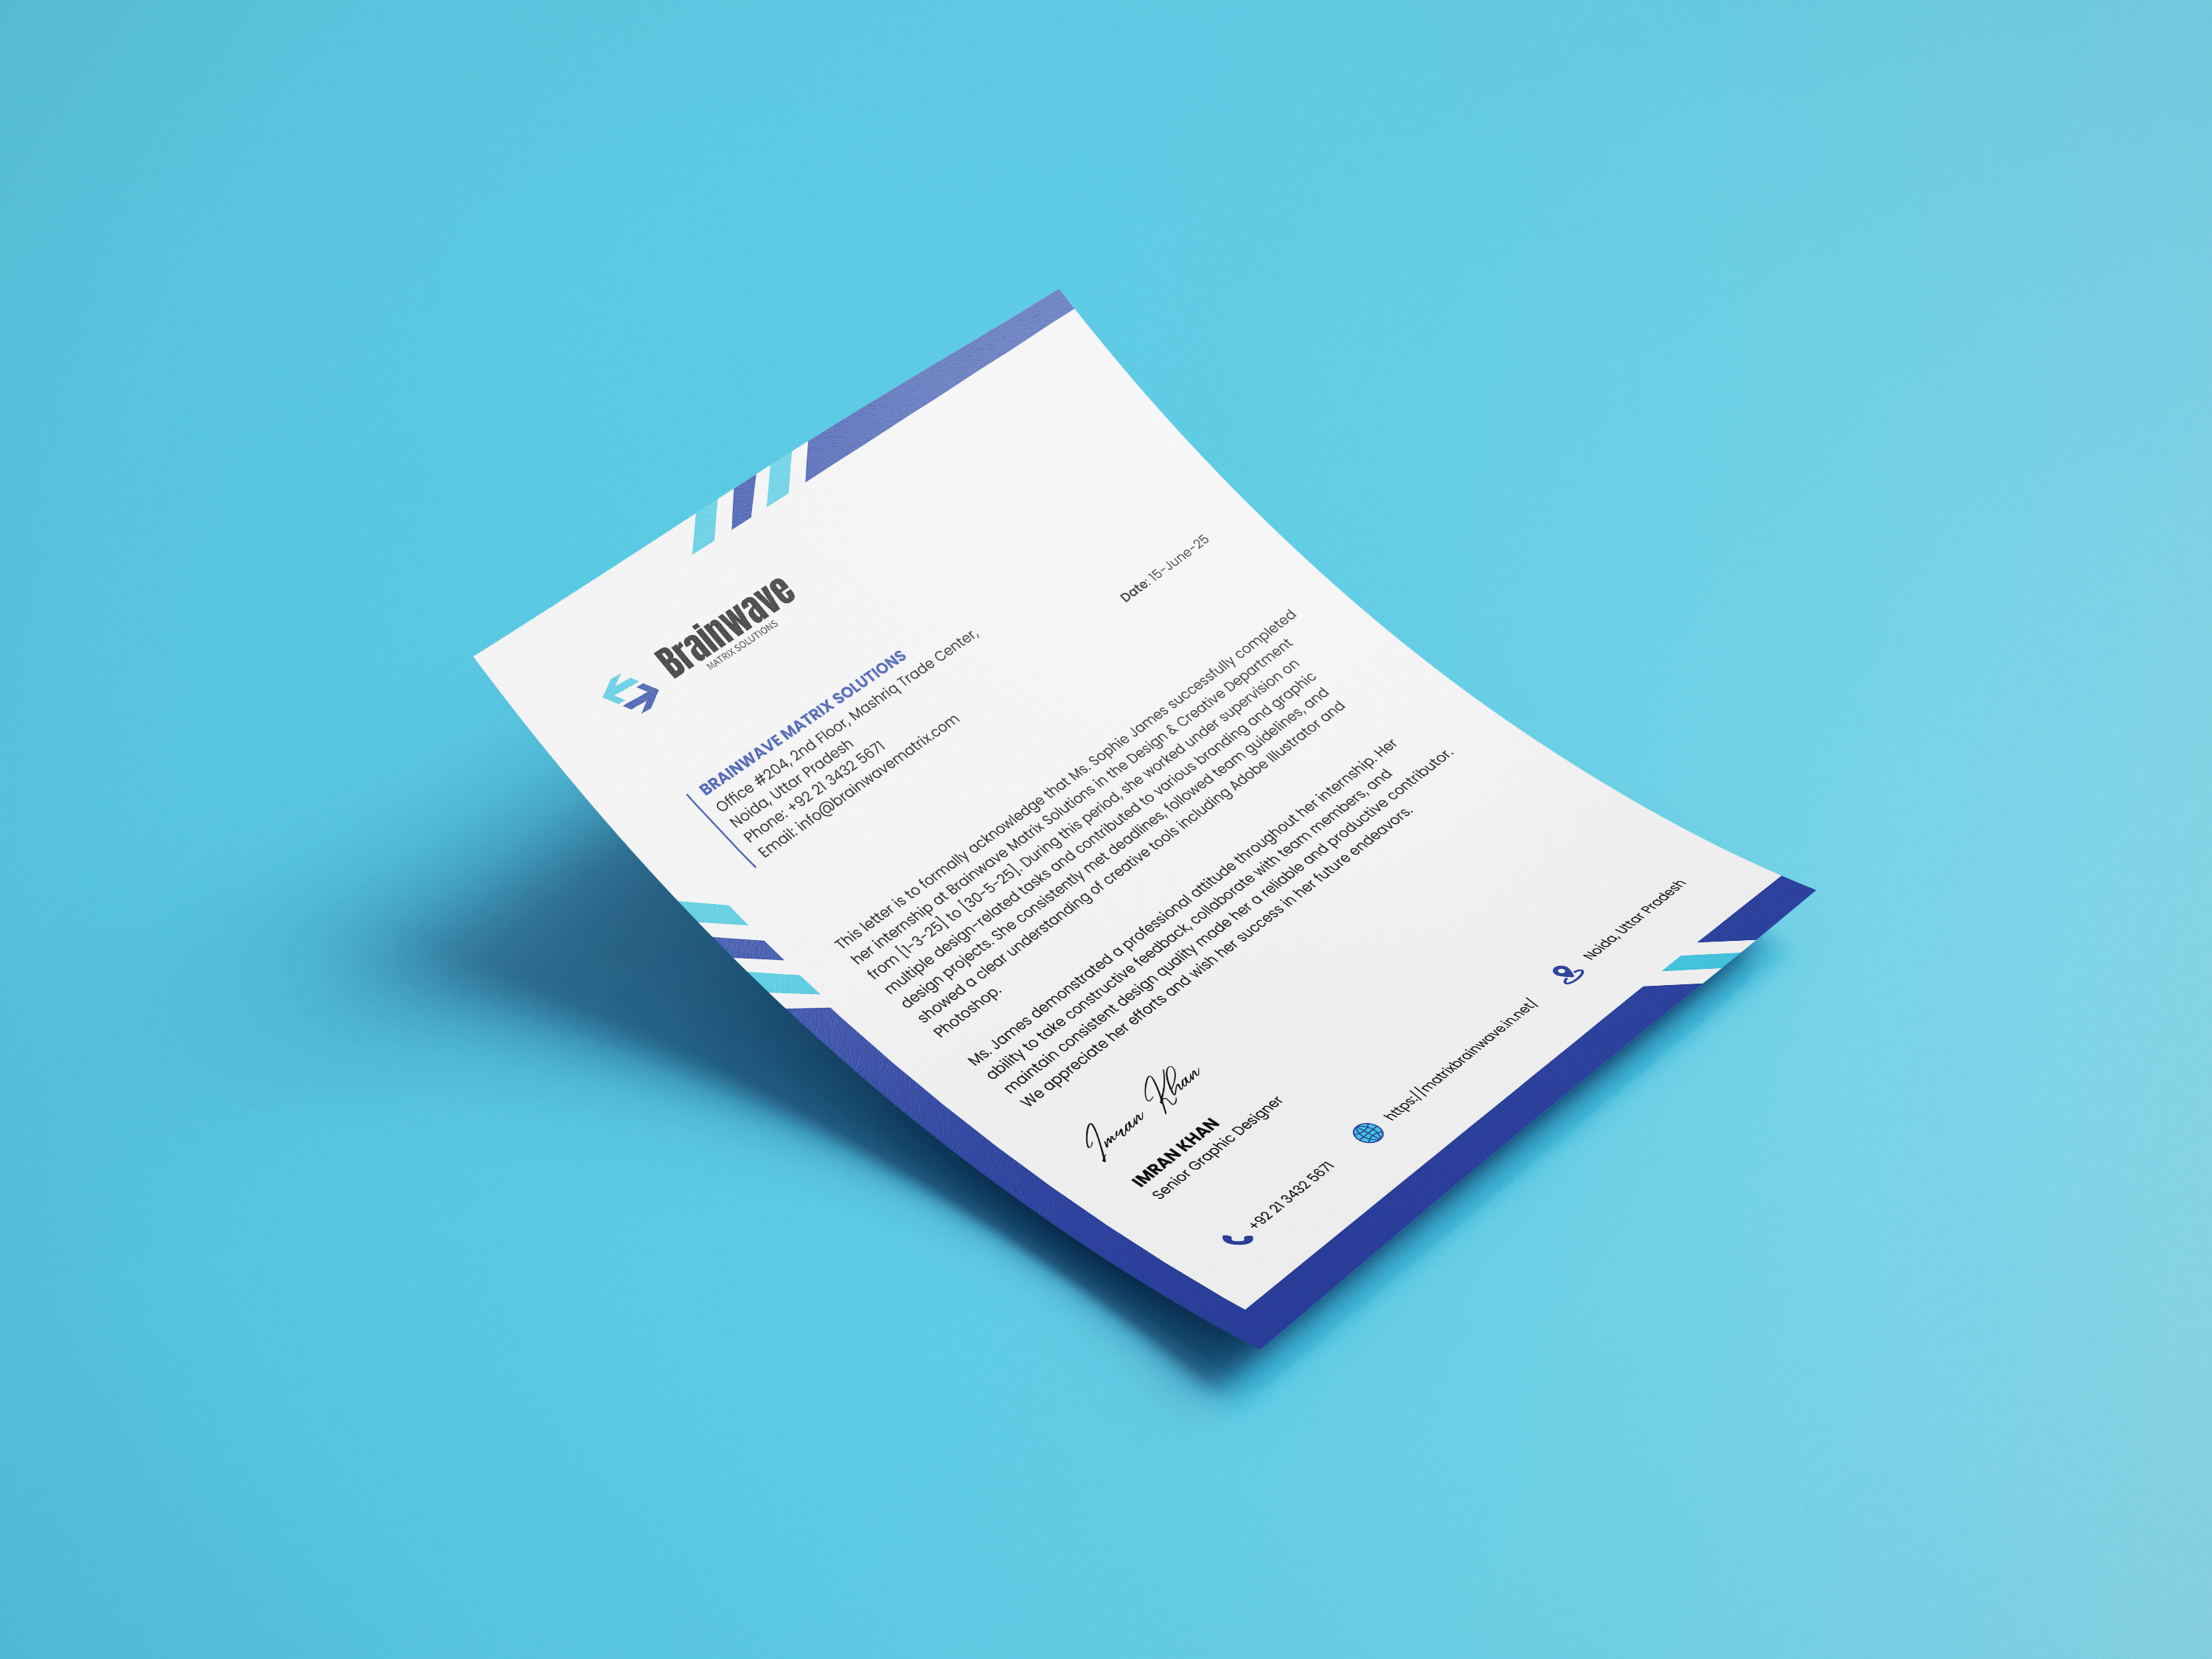 Brainwave
MATRIX SOLUTIONS
Date: 15-June-25
BRAINWAVE MATRIX SOLUTIONS
Office #204, 2nd Floor, Mashriq Trade Center,
Noida, Uttar Pradesh
Phone: +92 21 3432 5671
Email: info@brainwavematrix.com
This letter is to formally acknowledge that Ms. Sophie James successfully completed
her internship at Brainwave Matrix Solutions in the Design & Creative Department
from [1-3-25] to [30-5-25]. During this period, she worked under supervision on
multiple design-related tasks and contributed to various branding and graphic
design projects. She consistently met deadlines, followed team guidelines, and
showed a clear understanding of creative tools including Adobe Illustrator and
Photoshop.
Ms. James demonstrated a professional attitude throughout her internship. Her
ability to take constructive feedback, collaborate with team members, and
maintain consistent design quality made her a reliable and productive contributor.
We appreciate her efforts and wish her success in her future endeavors.
Imran Khan
IMRAN KHAN
Senior Graphic Designer
+92 21 3432 5671
https://matrixbrainwave.in.net/
Noida, Uttar Pradesh